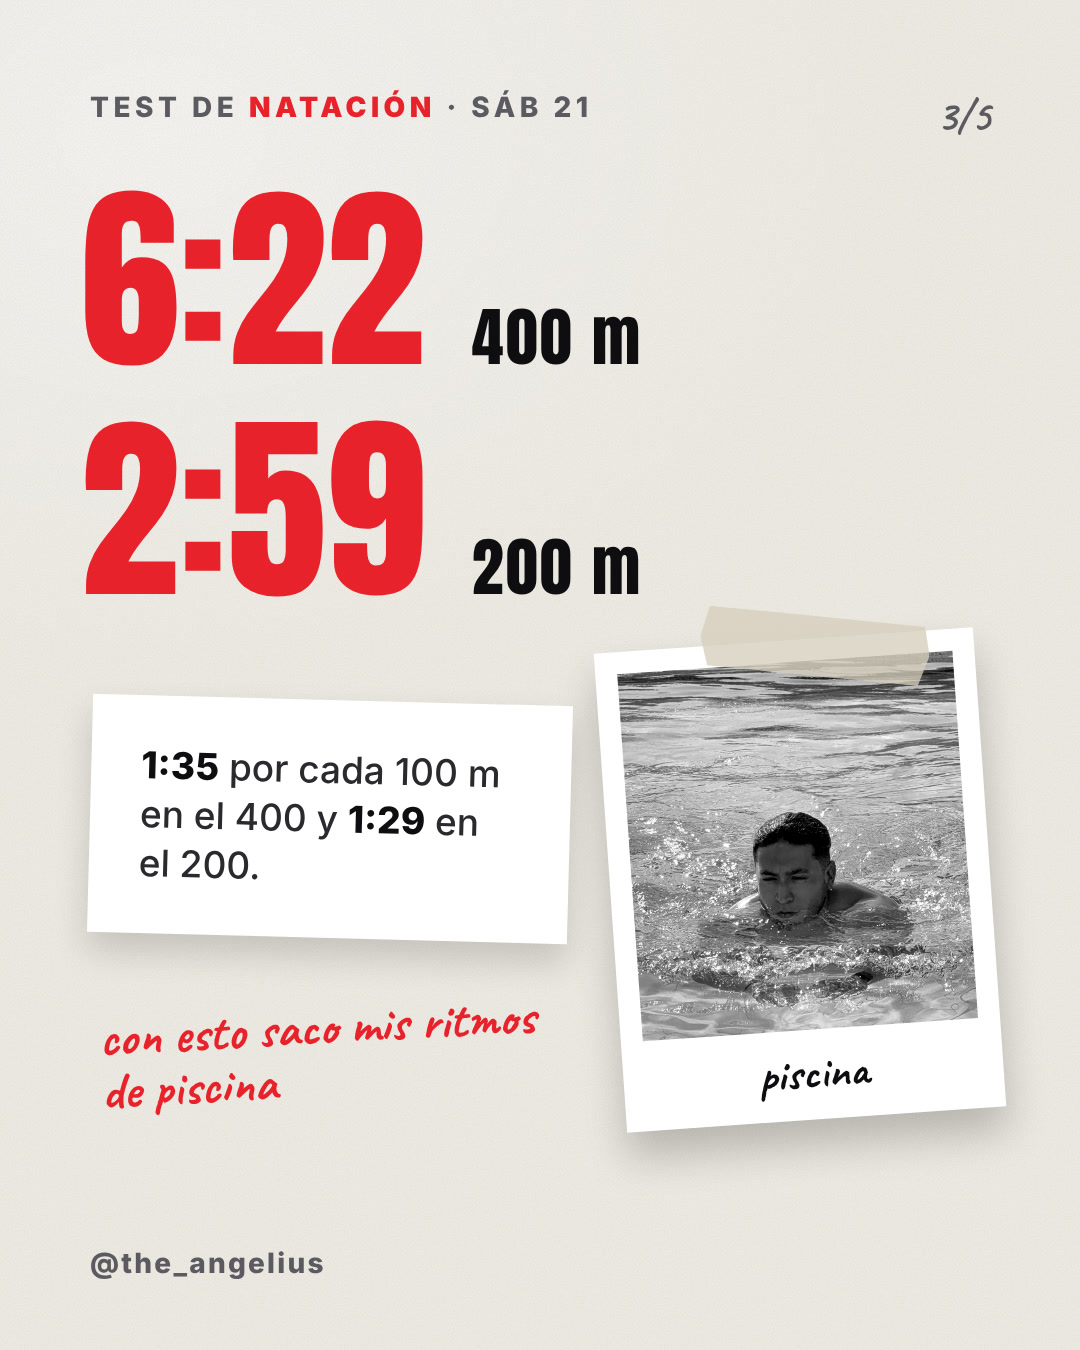 TEST DE NATACIÓN · SÁB 21
3/5
6:22 400 m
2:59 200 m
1:35 por cada 100 m
en el 400 y 1:29 en
el 200.
con esto saco mis ritmos
de piscina
piscina
@the_angelius